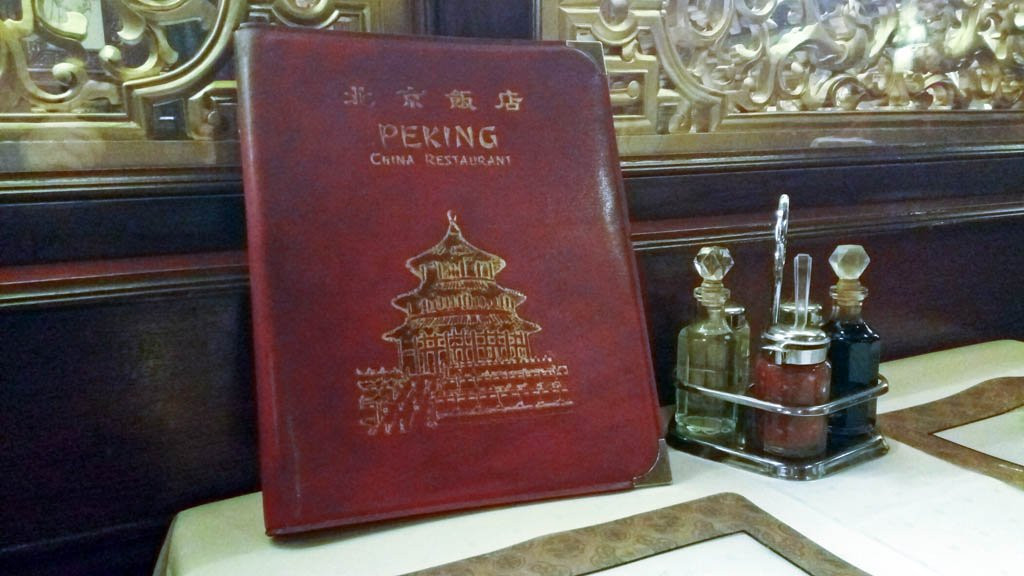 北京飯店
PEKING
CHINA RESTAURANT